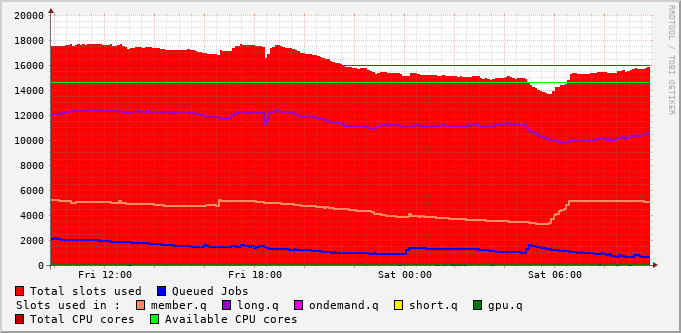 RRDTOOL / TOBI OETIKER
20000
18000
16000
14000
12000
10000
8000
6000
4000
2000
0
Fri 12:00 Fri 18:00 Sat 00:00 Sat 06:00
Total slots used Queued Jobs
Slots used in : member.q long.q ondemand.q short.q gpu.q
Total CPU cores Available CPU cores